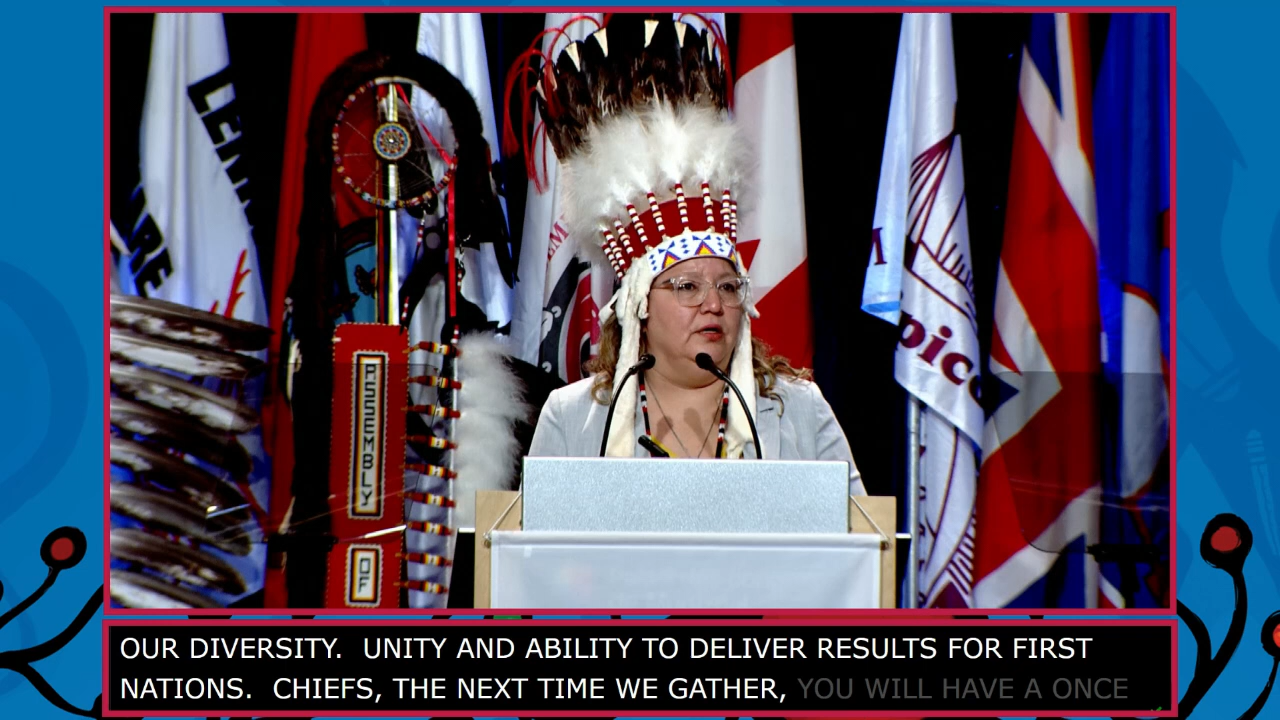 ASSEMBLY
OF
pic
OUR DIVERSITY.  UNITY AND ABILITY TO DELIVER RESULTS FOR FIRST
NATIONS.  CHIEFS, THE NEXT TIME WE GATHER, YOU WILL HAVE A ONCE